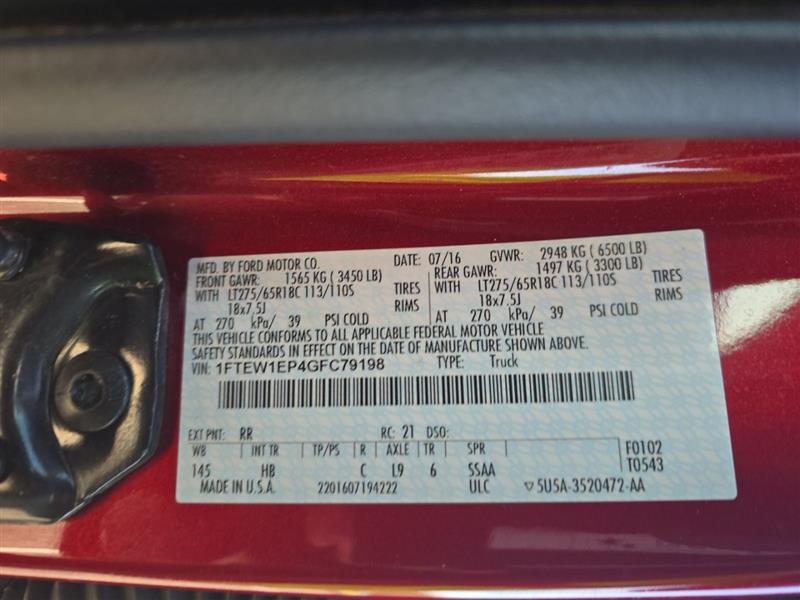 MFD. BY FORD MOTOR CO. DATE: 07/16 GVWR: 2948 KG ( 6500 LB)
FRONT GAWR: 1565 KG ( 3450 LB) REAR GAWR: 1497 KG ( 3300 LB)
WITH LT275/65R18C 113/110S TIRES WITH LT275/65R18C 113/110S TIRES
18x7.5J RIMS 18x7.5J RIMS
AT 270 kPa/ 39 PSI COLD AT 270 kPa/ 39 PSI COLD
THIS VEHICLE CONFORMS TO ALL APPLICABLE FEDERAL MOTOR VEHICLE
SAFETY STANDARDS IN EFFECT ON THE DATE OF MANUFACTURE SHOWN ABOVE.
VIN: 1FTEW1EP4GFC79198 TYPE: Truck
EXT PNT: RR RC: 21 DSO:
WB INT TR TP/PS R AXLE TR SPR F0102
145 HB C L9 6 SSAA T0543
MADE IN U.S.A. 2201607194222 ULC ▽5U5A-3520472-AA